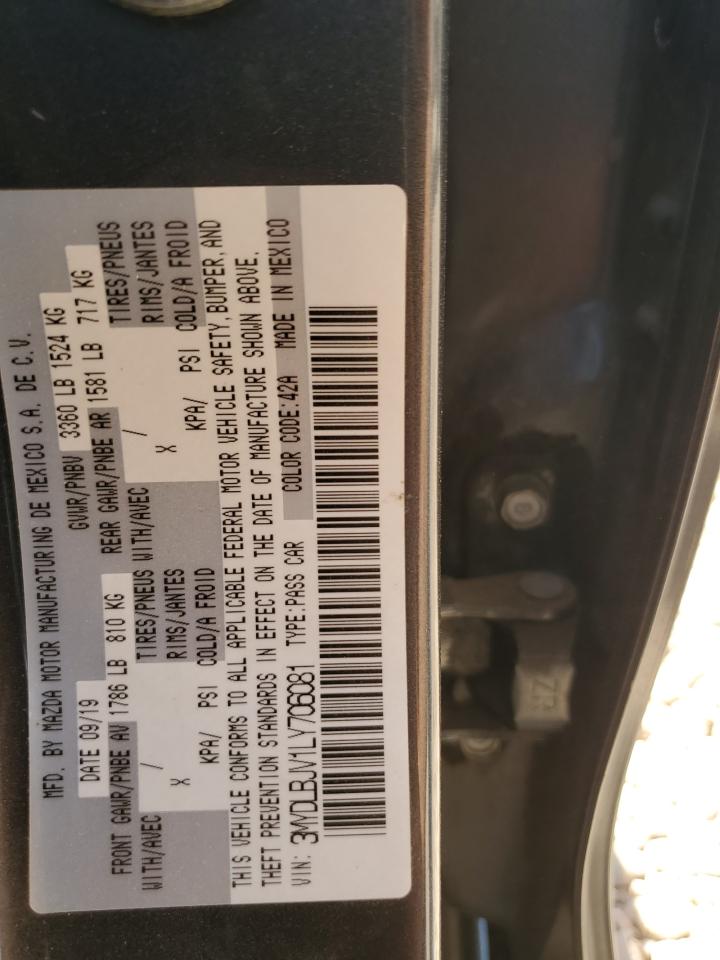 MFD. BY MAZDA MOTOR MANUFACTURING DE MEXICO S.A. DE C.V.
DATE 09/19 GVWR/PNBV 3360 LB 1524 KG
FRONT GAWR/PNBE AV 1786 LB 810 KG REAR GAWR/PNBE AR 1581 LB 717 KG
WITH/AVEC / TIRES/PNEUS WITH/AVEC / TIRES/PNEUS
X RIMS/JANTES X RIMS/JANTES
KPA/ PSI COLD/A FROID KPA/ PSI COLD/A FROID
THIS VEHICLE CONFORMS TO ALL APPLICABLE FEDERAL MOTOR VEHICLE SAFETY,BUMPER,AND
THEFT PREVENTION STANDARDS IN EFFECT ON THE DATE OF MANUFACTURE SHOWN ABOVE.
VIN: 3MYDLBJV1LY706081 TYPE:PASS CAR COLOR CODE:42A MADE IN MEXICO
ZR